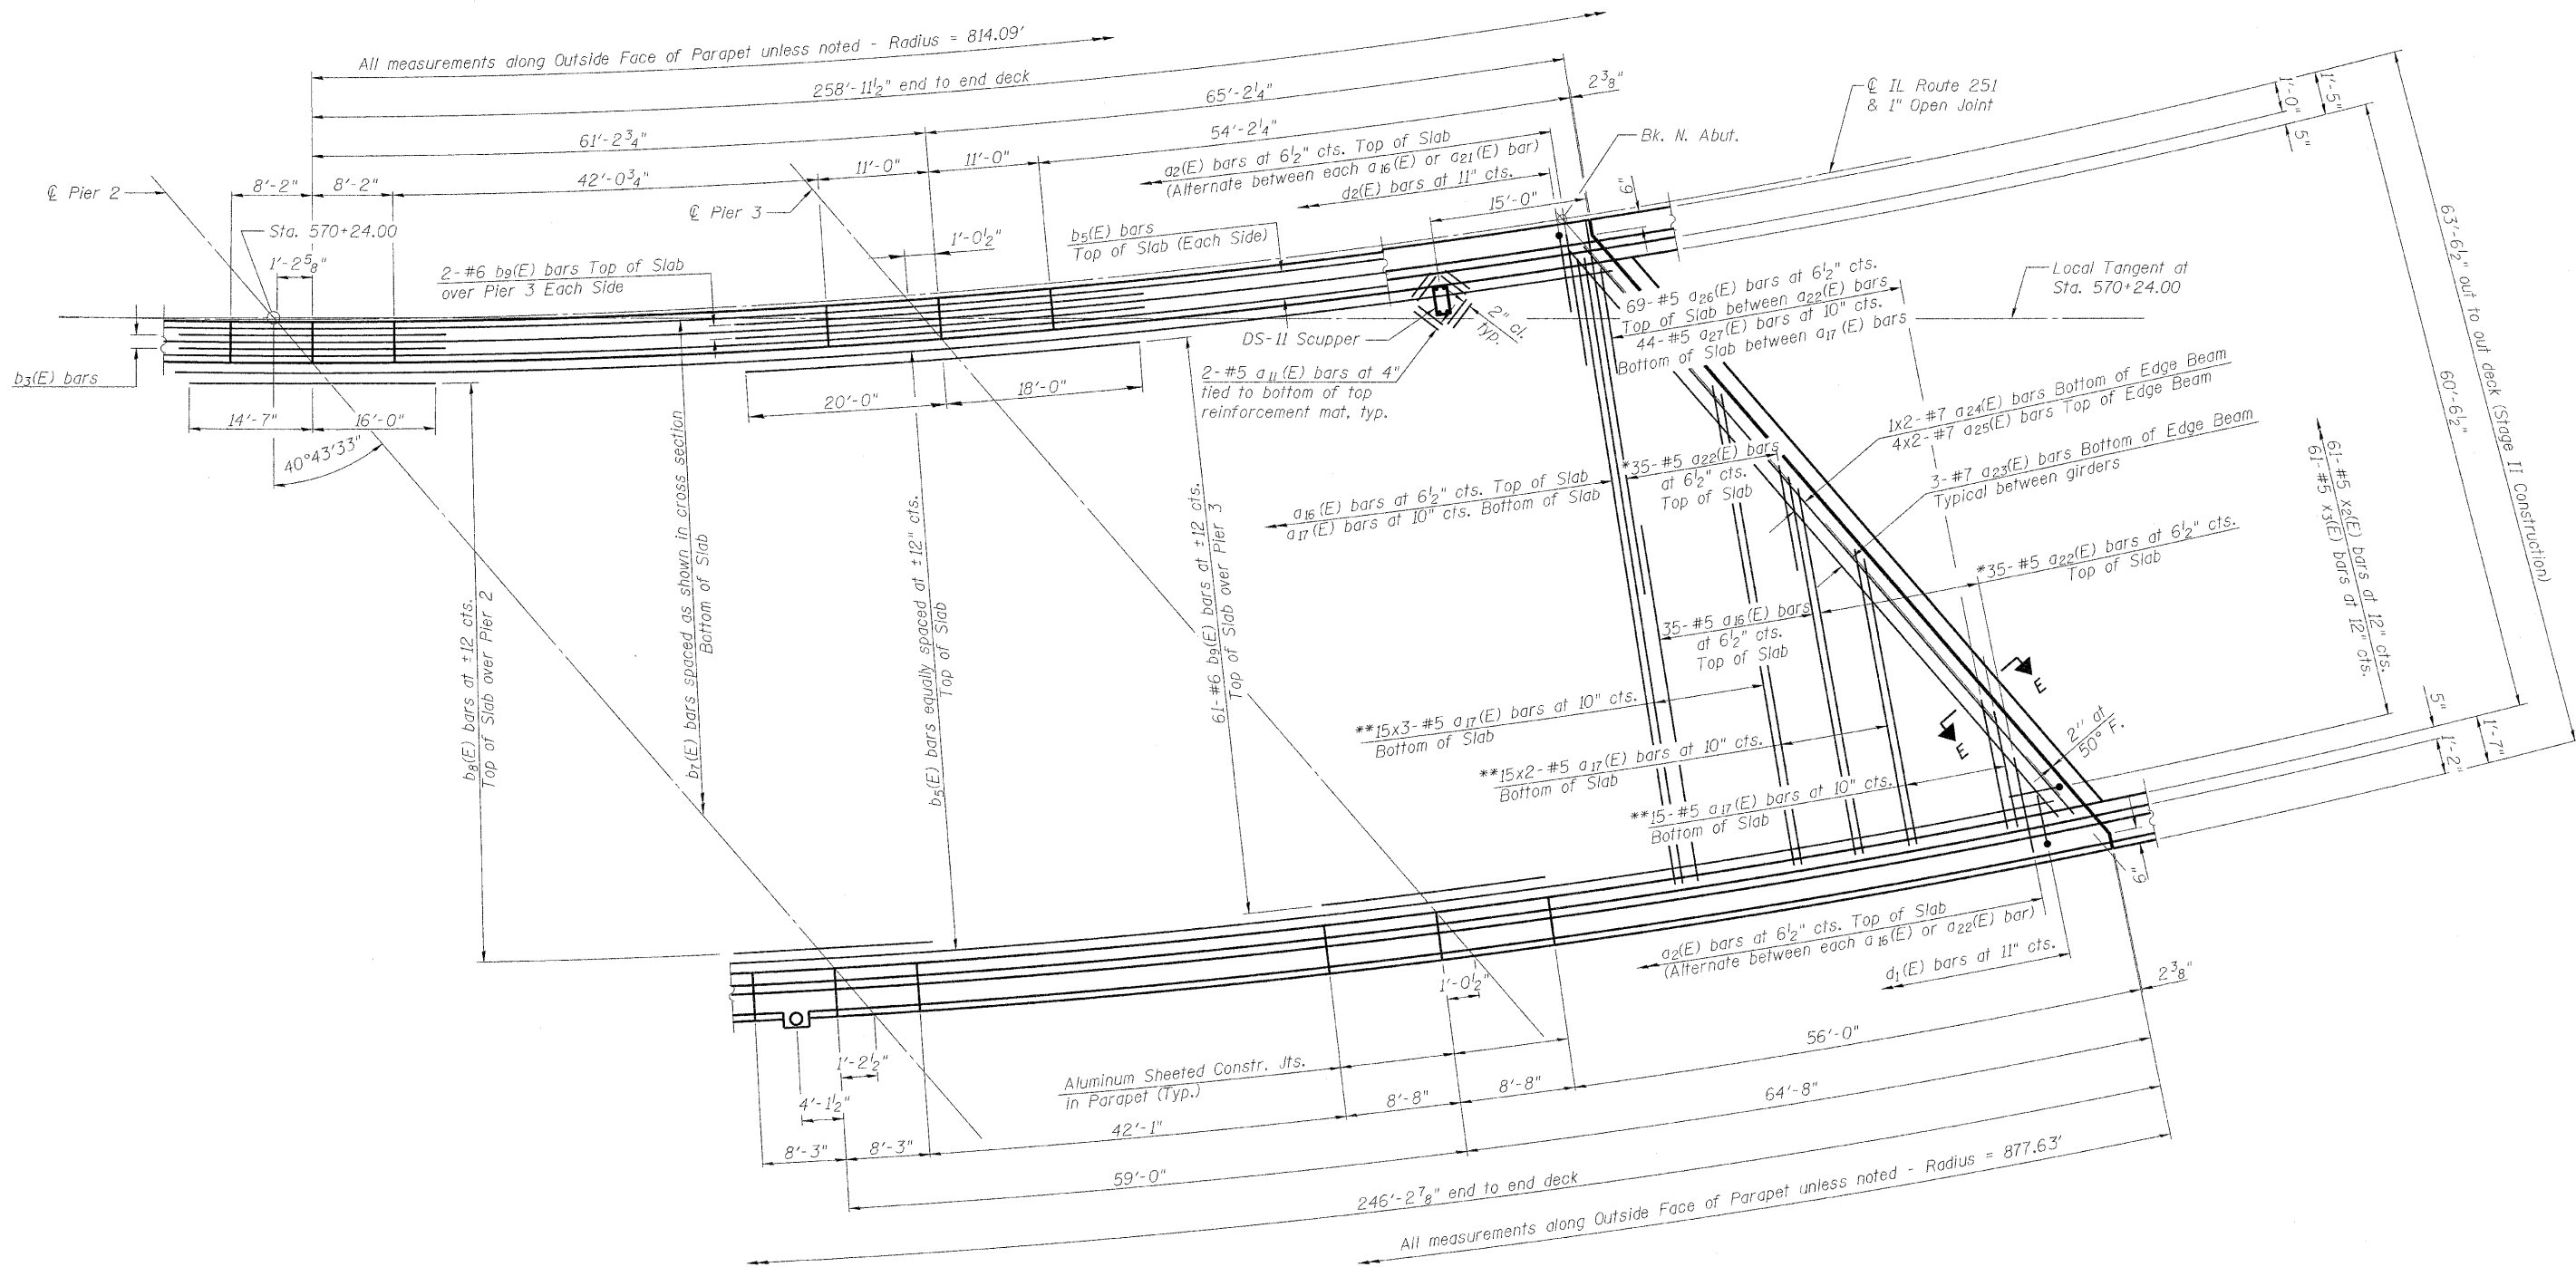 All measurements along Outside Face of Parapet unless noted - Radius = 814.09'
258'-11½" end to end deck
65'-2¼"
2⅜"
℄ IL Route 251
& 1" Open Joint
1'-0"
1'-5"
5"
61'-2¾"
54'-2¼"
Bk. N. Abut.
11'-0"
11'-0"
a2(E) bars at 6½" cts. Top of Slab
(Alternate between each a16(E) or a21(E) bar)
d2(E) bars at 11" cts.
℄ Pier 2
8'-2"
8'-2"
42'-0¾"
℄ Pier 3
15'-0"
6"
Sta. 570+24.00
1'-2⅝"
1'-0½"
b5(E) bars
Top of Slab (Each Side)
2-#6 b9(E) bars Top of Slab
over Pier 3 Each Side
Local Tangent at
Sta. 570+24.00
63'-6½" out to out deck (Stage II Construction)
60'-6½"
69-#5 a26(E) bars at 6½" cts.
Top of Slab between a22(E) bars
44-#5 a27(E) bars at 10" cts.
Bottom of Slab between a17(E) bars
DS-11 Scupper
2" cl.
typ.
b3(E) bars
2-#5 a11(E) bars at 4"
tied to bottom of top
reinforcement mat, typ.
14'-7"
16'-0"
20'-0"
18'-0"
40°43'33"
1x2-#7 a24(E) bars Bottom of Edge Beam
4x2-#7 a25(E) bars Top of Edge Beam
3-#7 a23(E) bars Bottom of Edge Beam
Typical between girders
61-#5 x2(E) bars at 12" cts.
61-#5 x3(E) bars at 12" cts.
*35-#5 a22(E) bars
at 6½" cts.
Top of Slab
a16(E) bars at 6½" cts. Top of Slab
a17(E) bars at 10" cts. Bottom of Slab
*35-#5 a22(E) bars at 6½" cts.
Top of Slab
b8(E) bars at ±12 cts.
Top of Slab over Pier 2
b7(E) bars spaced as shown in cross section
Bottom of Slab
b5(E) bars equally spaced at ±12" cts.
Top of Slab
61-#6 b9(E) bars at ±12 cts.
Top of Slab over Pier 3
35-#5 a16(E) bars
at 6½" cts.
Top of Slab
E
E
**15x3-#5 a17(E) bars at 10" cts.
Bottom of Slab
**15x2-#5 a17(E) bars at 10" cts.
Bottom of Slab
**15-#5 a17(E) bars at 10" cts.
Bottom of Slab
2" at
50° F.
5"
1'-2"
1'-7"
6"
a2(E) bars at 6½" cts. Top of Slab
(Alternate between each a16(E) or a22(E) bar)
d1(E) bars at 11" cts.
2⅜"
1'-0½"
1'-2½"
4'-1½"
Aluminum Sheeted Constr. Jts.
in Parapet (Typ.)
56'-0"
8'-3"
8'-3"
42'-1"
8'-8"
8'-8"
64'-8"
59'-0"
246'-2⅞" end to end deck
All measurements along Outside Face of Parapet unless noted - Radius = 877.63'